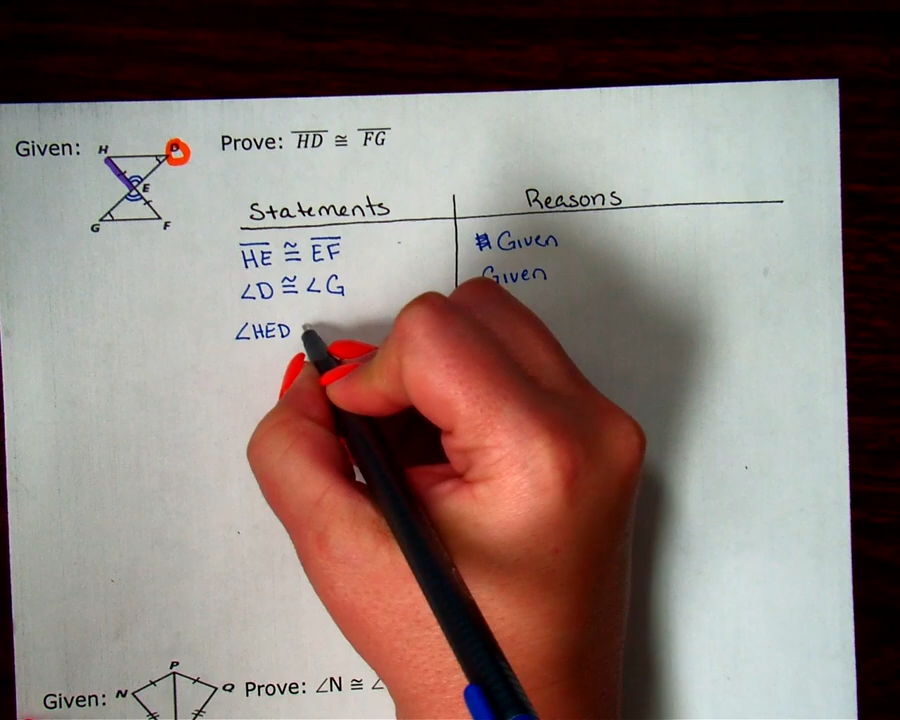 Given: Prove: HD ≅ FG
H D
E
G F
Statements Reasons
HE ≅ EF Given
∠D ≅ ∠G Given
∠HED
P
Given: N Q Prove: ∠N ≅ ∠